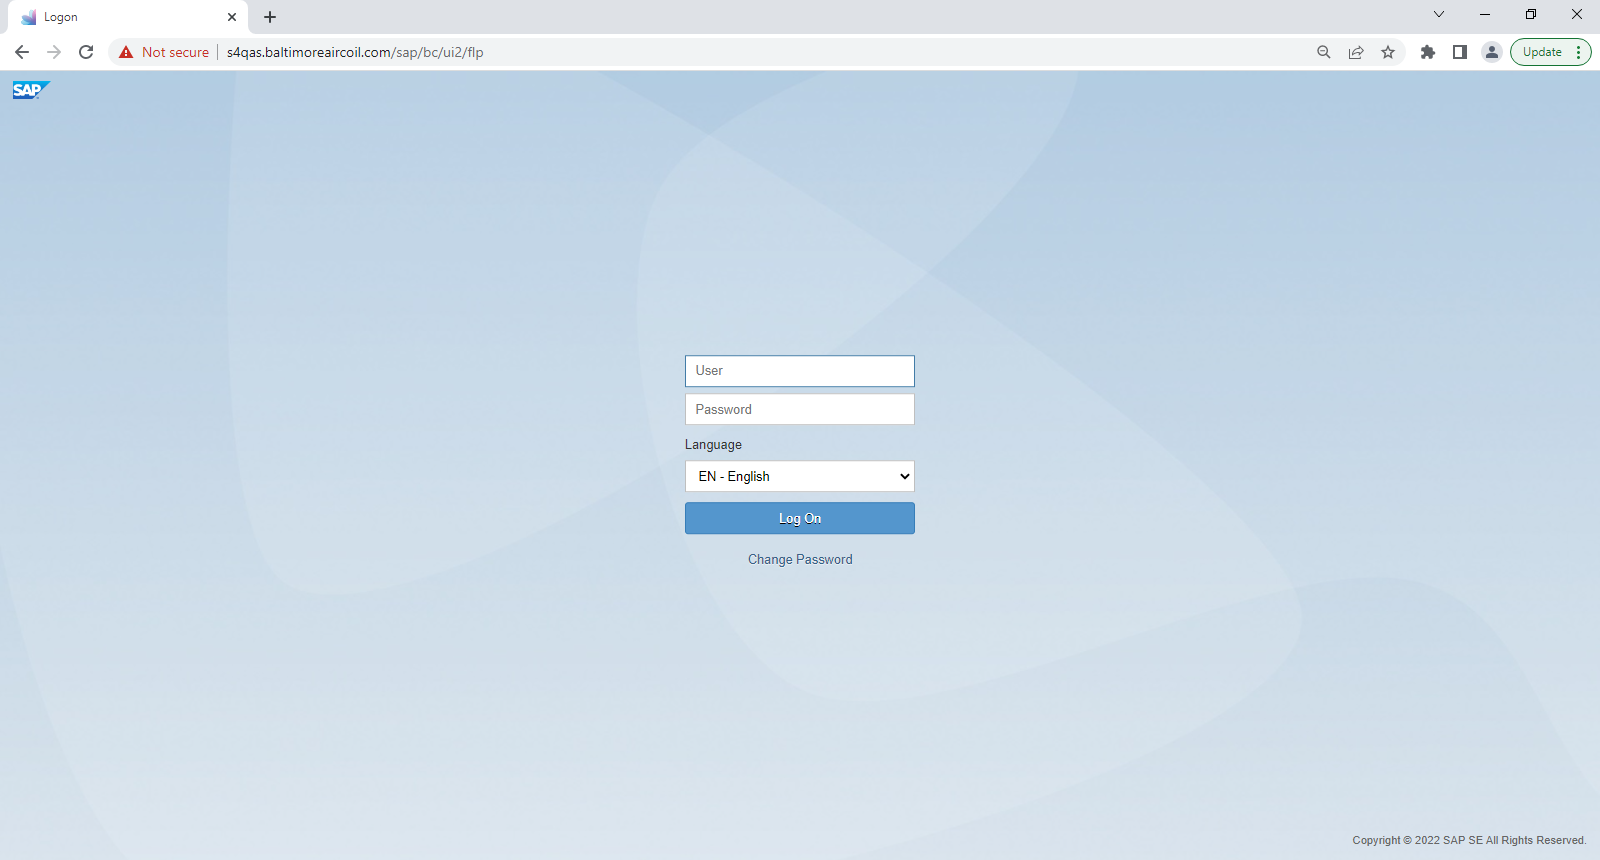 Logon
Not secure s4qas.baltimoreaircoil.com/sap/bc/ui2/flp
Update
SAP
User
Password
Language
EN - English
Log On
Change Password
Copyright © 2022 SAP SE All Rights Reserved.